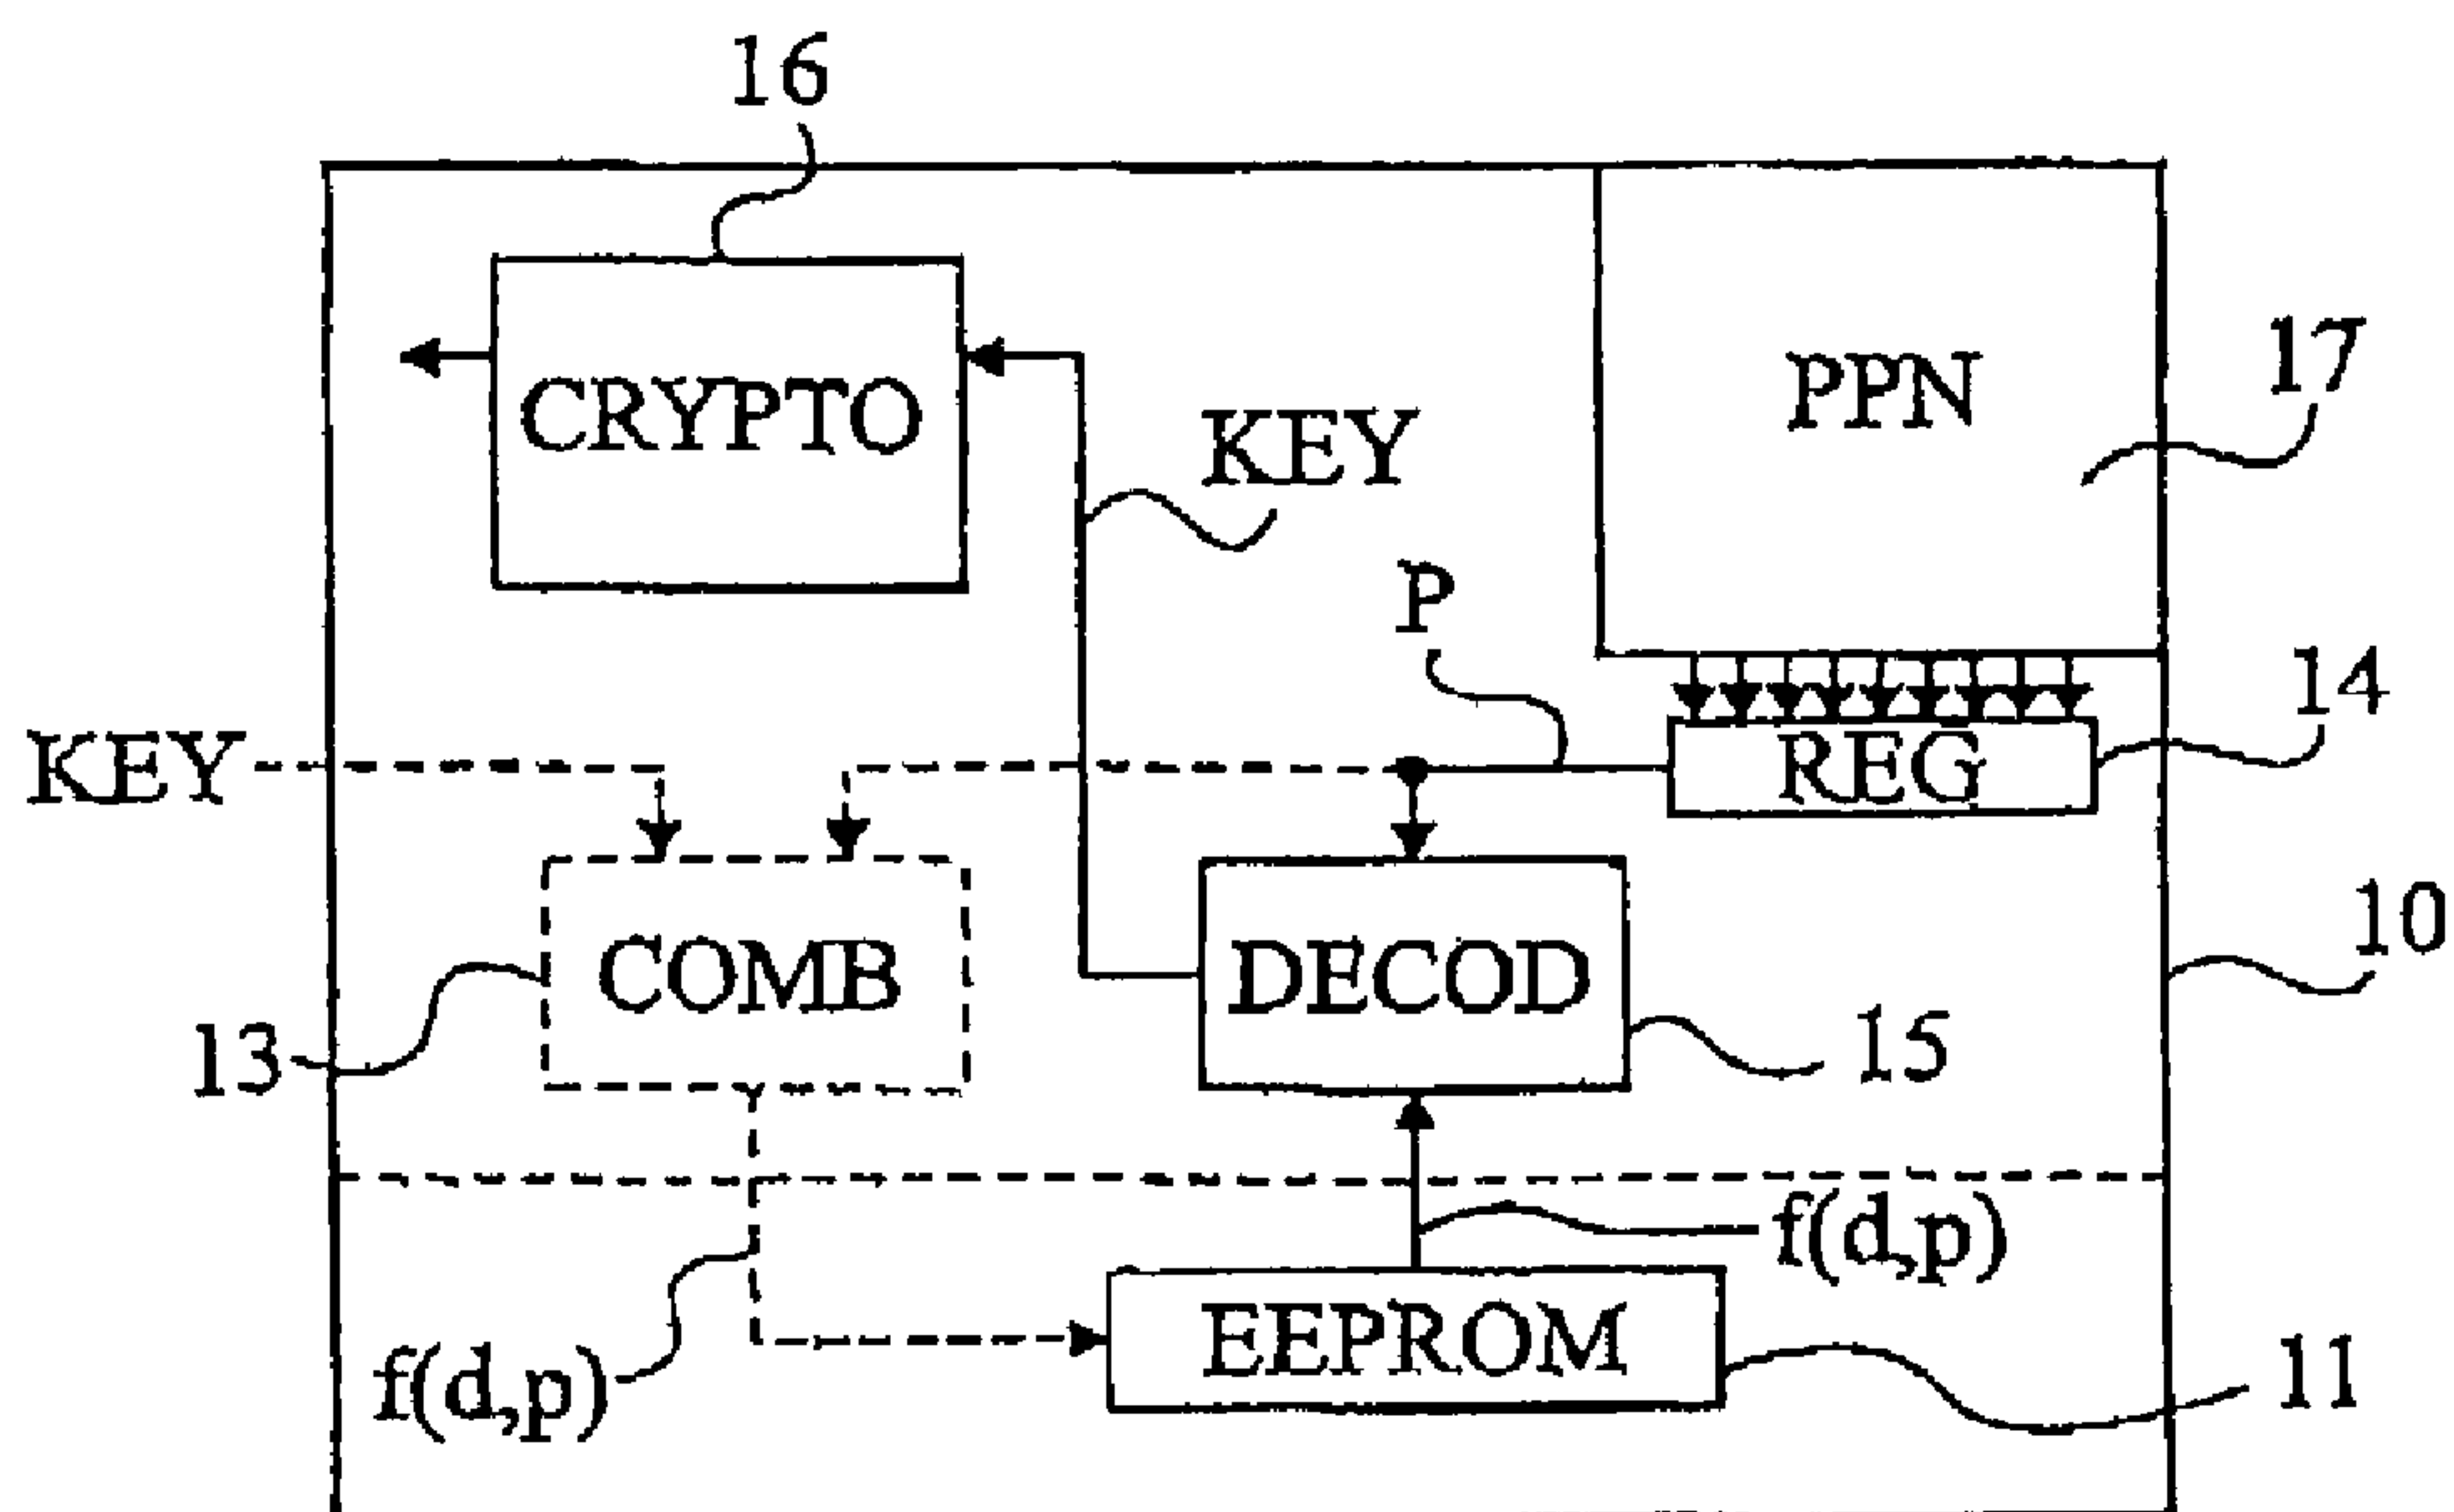 16
CRYPTO
KEY
PPN
17
P
14
REG
KEY
10
COMB
DECOD
13
15
f(d,p)
EEPROM
11
f(d,p)